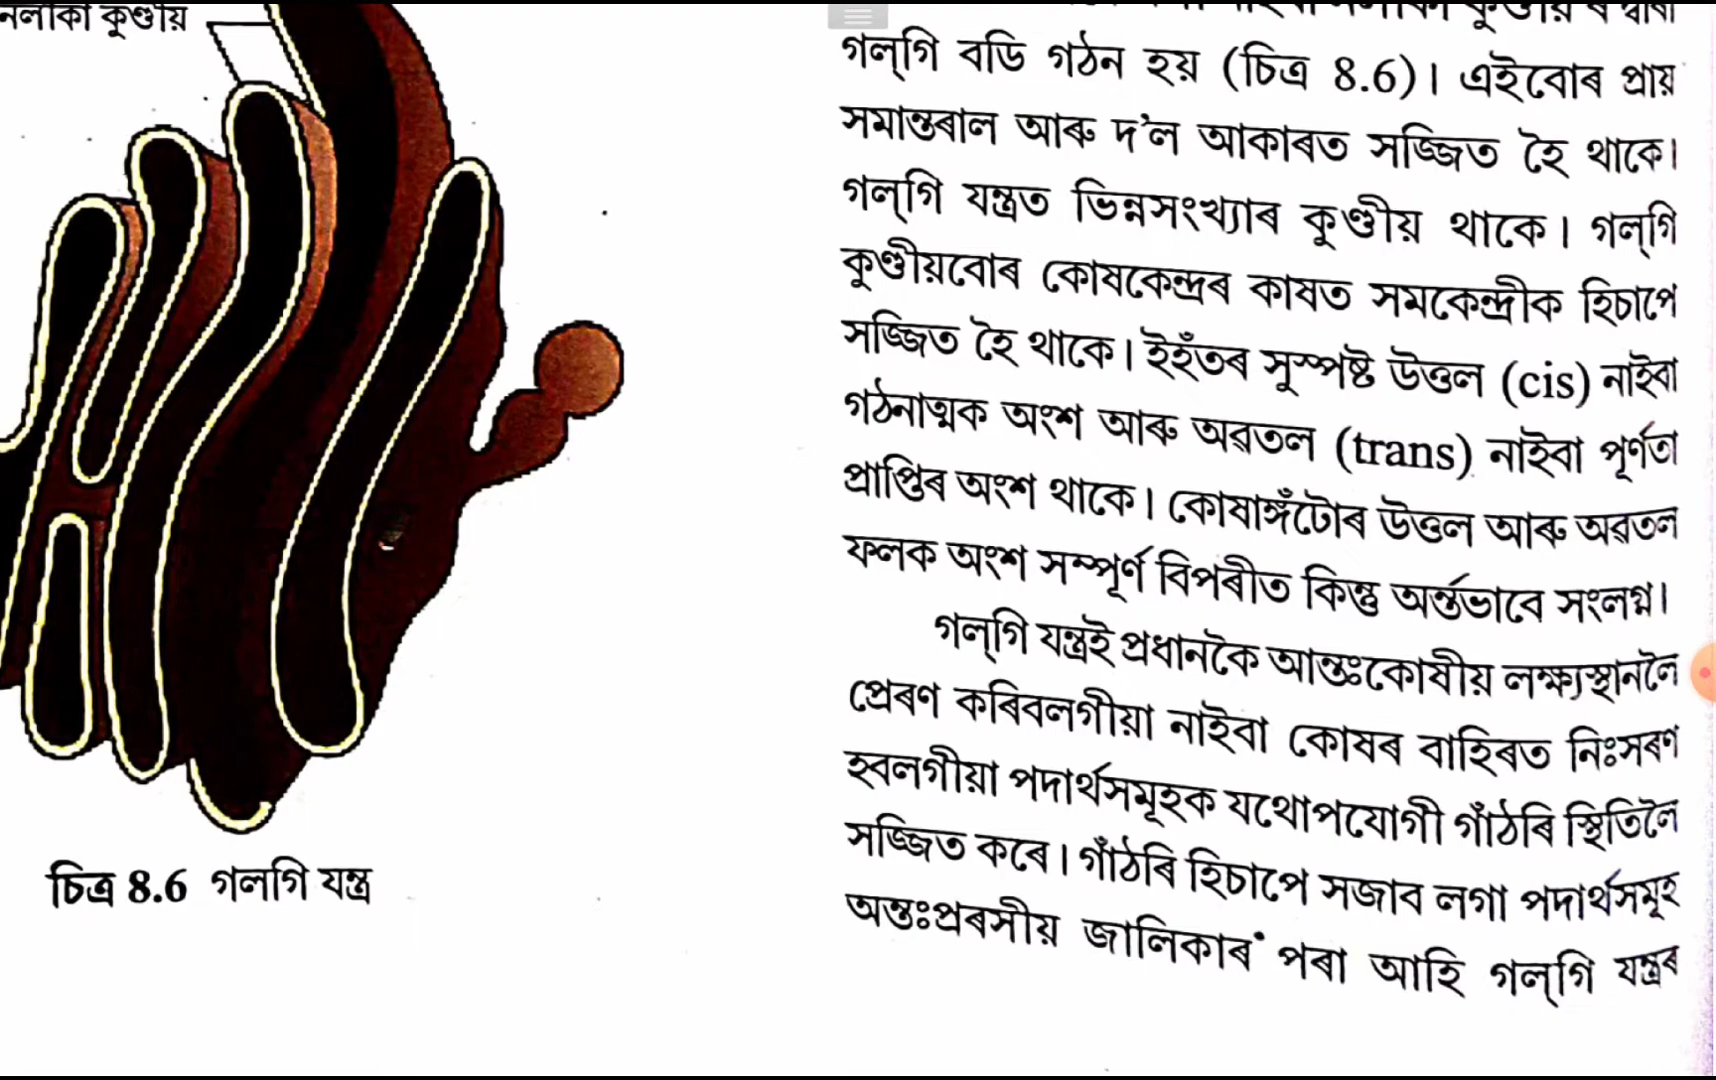 নলাকা কুণ্ডীয়
গল্‌গি বডি গঠন হয় (চিত্ৰ 8.6)। এইবোৰ প্ৰায়
সমান্তৰাল আৰু দ'ল আকাৰত সজ্জিত হৈ থাকে।
গল্‌গি যন্ত্ৰত ভিন্নসংখ্যাৰ কুণ্ডীয় থাকে। গল্‌গি
কুণ্ডীয়বোৰ কোষকেন্দ্ৰৰ কাষত সমকেন্দ্ৰীক হিচাপে
সজ্জিত হৈ থাকে। ইহঁতৰ সুস্পষ্ট উত্তল (cis) নাইবা
গঠনাত্মক অংশ আৰু অৱতল (trans) নাইবা পূৰ্ণতা
প্ৰাপ্তিৰ অংশ থাকে। কোষাঙ্গঁটোৰ উত্তল আৰু অৱতল
ফলক অংশ সম্পূৰ্ণ বিপৰীত কিন্তু অৰ্ন্তভাবে সংলগ্ন।
গল্‌গি যন্ত্ৰই প্ৰধানকৈ আন্তঃকোষীয় লক্ষ্যস্থানলৈ
প্ৰেৰণ কৰিবলগীয়া নাইবা কোষৰ বাহিৰত নিঃসৰণ
হ'বলগীয়া পদাৰ্থসমূহক যথোপযোগী গাঁঠৰি স্থিতিলৈ
সজ্জিত কৰে। গাঁঠৰি হিচাপে সজাব লগা পদাৰ্থসমূহ
অন্তঃপ্ৰৰসীয় জালিকাৰ পৰা আহি গল্‌গি যন্ত্ৰৰ
চিত্ৰ 8.6 গলগি যন্ত্ৰ